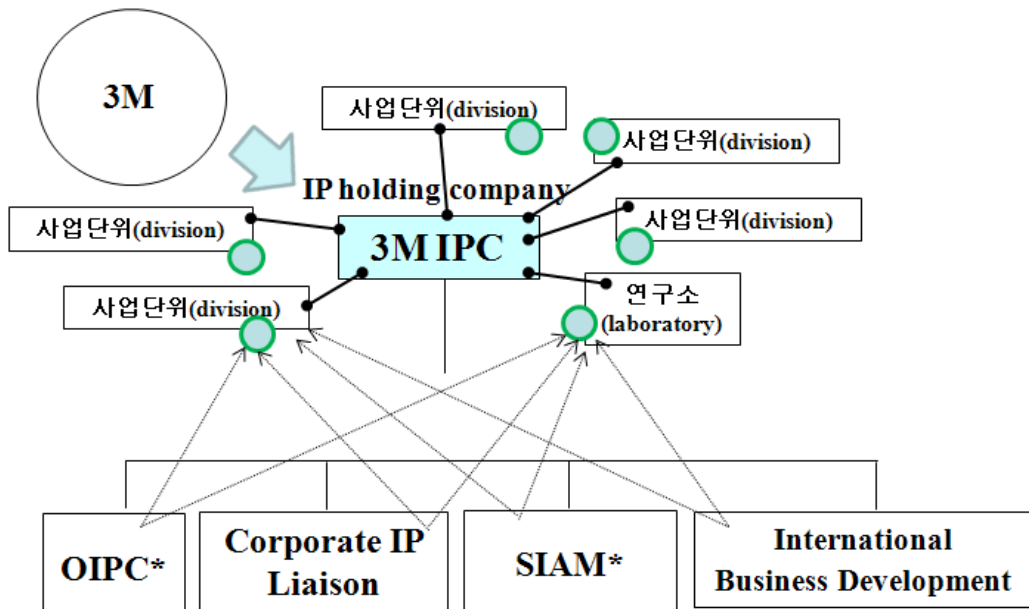 3M
사업단위(division)
사업단위(division)
IP holding company
사업단위(division)
사업단위(division)
3M IPC
사업단위(division)
연구소
(laboratory)
OIPC*
Corporate IP
Liaison
SIAM*
International
Business Development